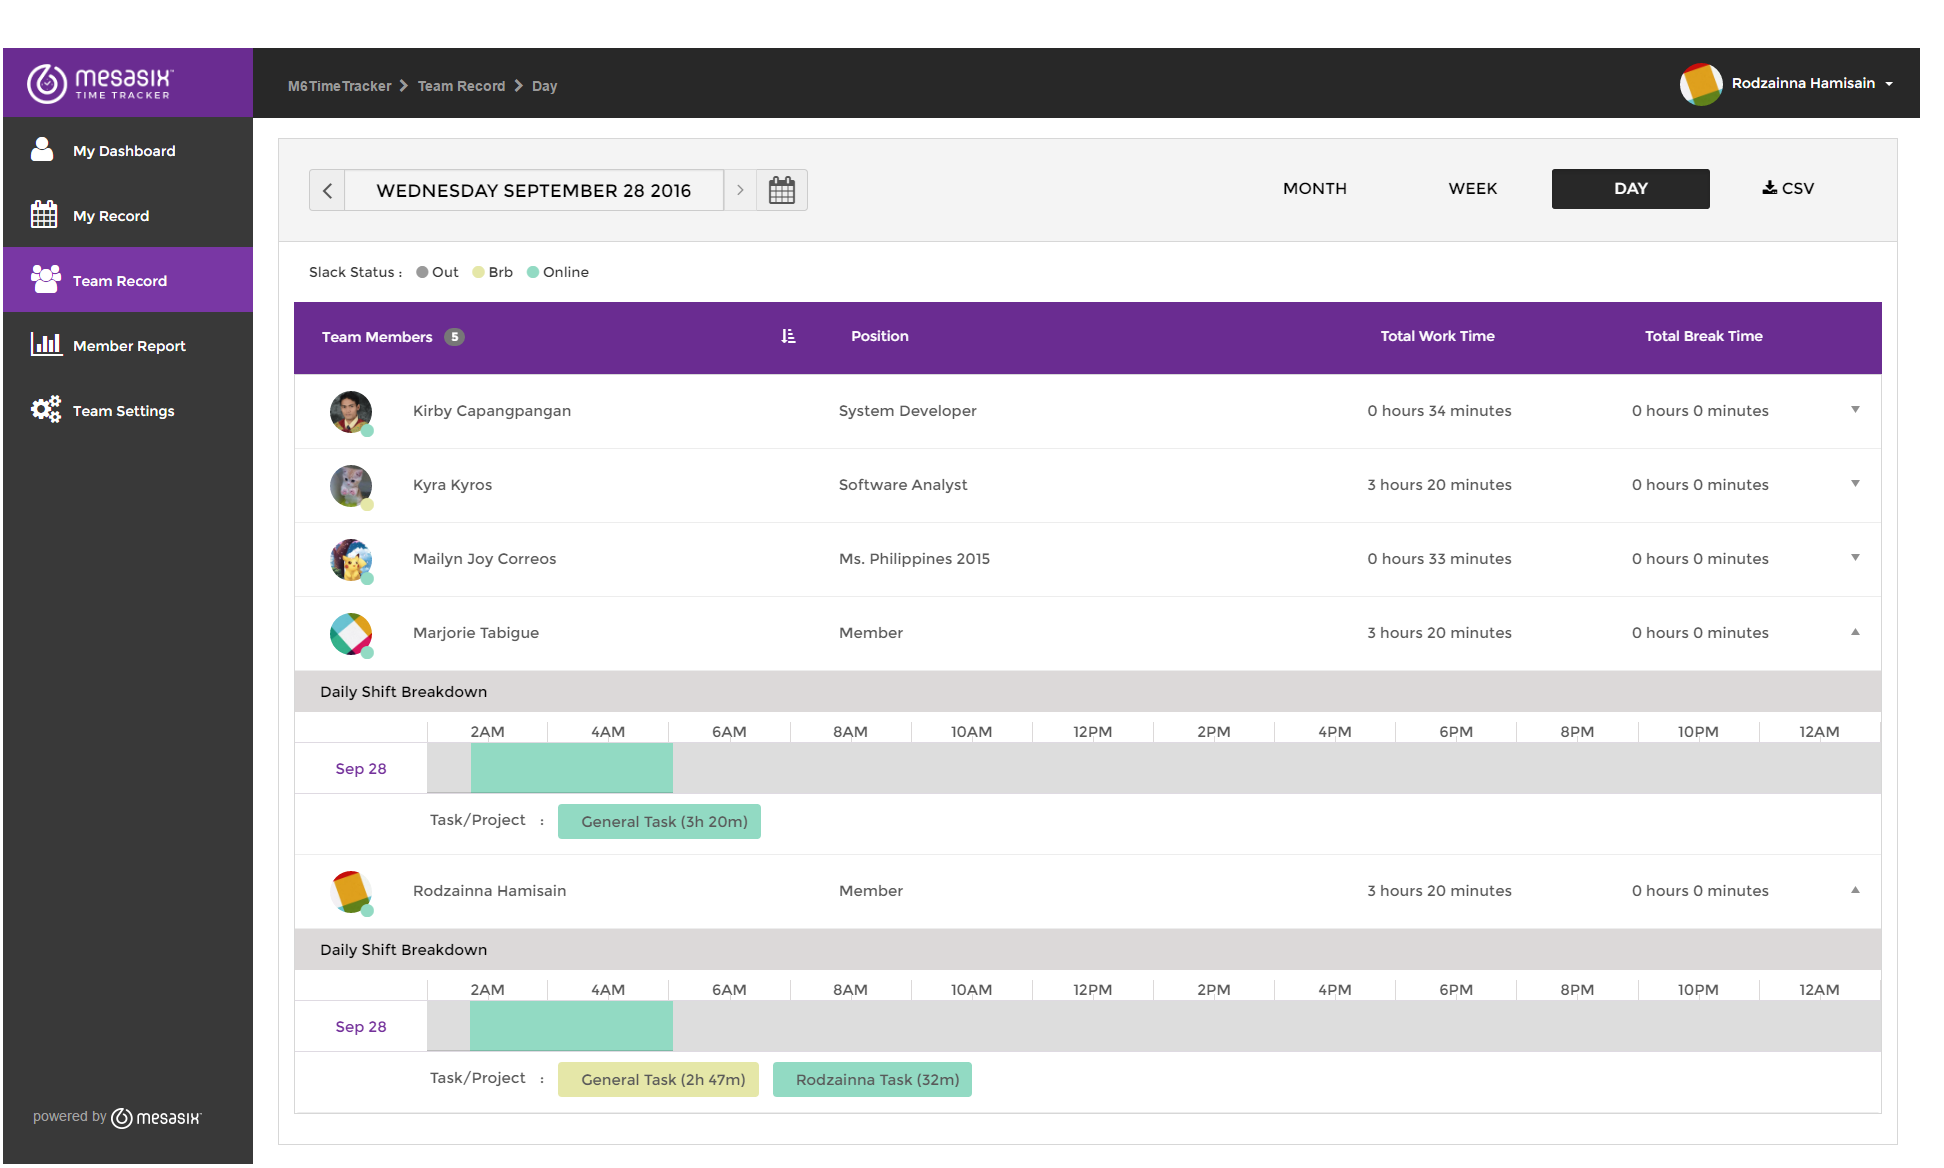 mesasix™
TIME TRACKER
M6TimeTracker > Team Record > Day
Rodzainna Hamisain
My Dashboard
My Record
Team Record
Member Report
Team Settings
WEDNESDAY SEPTEMBER 28 2016
MONTH WEEK DAY CSV
Slack Status : Out Brb Online
Team Members 5 Position Total Work Time Total Break Time
Kirby Capangpangan System Developer 0 hours 34 minutes 0 hours 0 minutes
Kyra Kyros Software Analyst 3 hours 20 minutes 0 hours 0 minutes
Mailyn Joy Correos Ms. Philippines 2015 0 hours 33 minutes 0 hours 0 minutes
Marjorie Tabigue Member 3 hours 20 minutes 0 hours 0 minutes
Daily Shift Breakdown
2AM 4AM 6AM 8AM 10AM 12PM 2PM 4PM 6PM 8PM 10PM 12AM
Sep 28
Task/Project : General Task (3h 20m)
Rodzainna Hamisain Member 3 hours 20 minutes 0 hours 0 minutes
Daily Shift Breakdown
2AM 4AM 6AM 8AM 10AM 12PM 2PM 4PM 6PM 8PM 10PM 12AM
Sep 28
Task/Project : General Task (2h 47m) Rodzainna Task (32m)
powered by mesasix